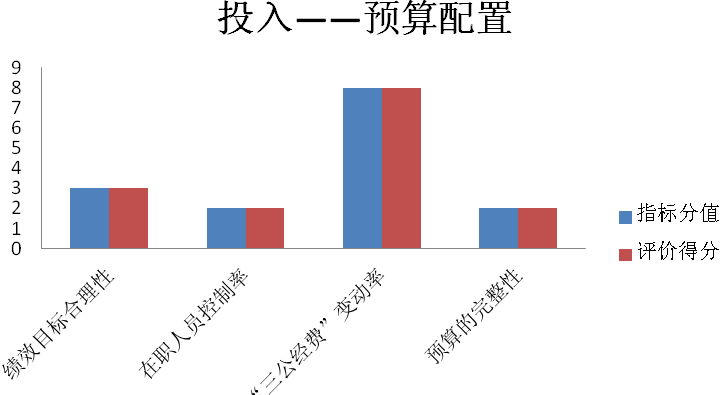 投入——预算配置
9
8
7
6
5
4
3
2
1
0
绩效目标合理性
在职人员控制率
“三公经费”变动率
预算的完整性
指标分值
评价得分